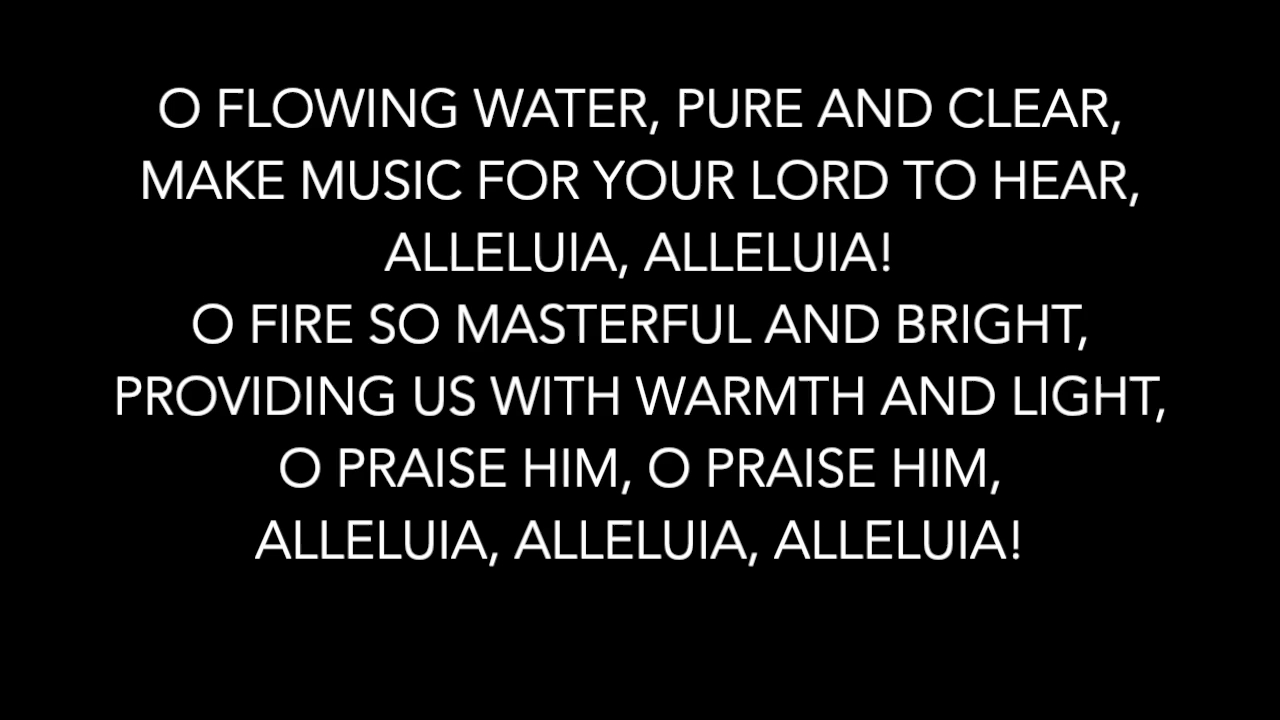 O FLOWING WATER, PURE AND CLEAR,
MAKE MUSIC FOR YOUR LORD TO HEAR,
ALLELUIA, ALLELUIA!
O FIRE SO MASTERFUL AND BRIGHT,
PROVIDING US WITH WARMTH AND LIGHT,
O PRAISE HIM, O PRAISE HIM,
ALLELUIA, ALLELUIA, ALLELUIA!